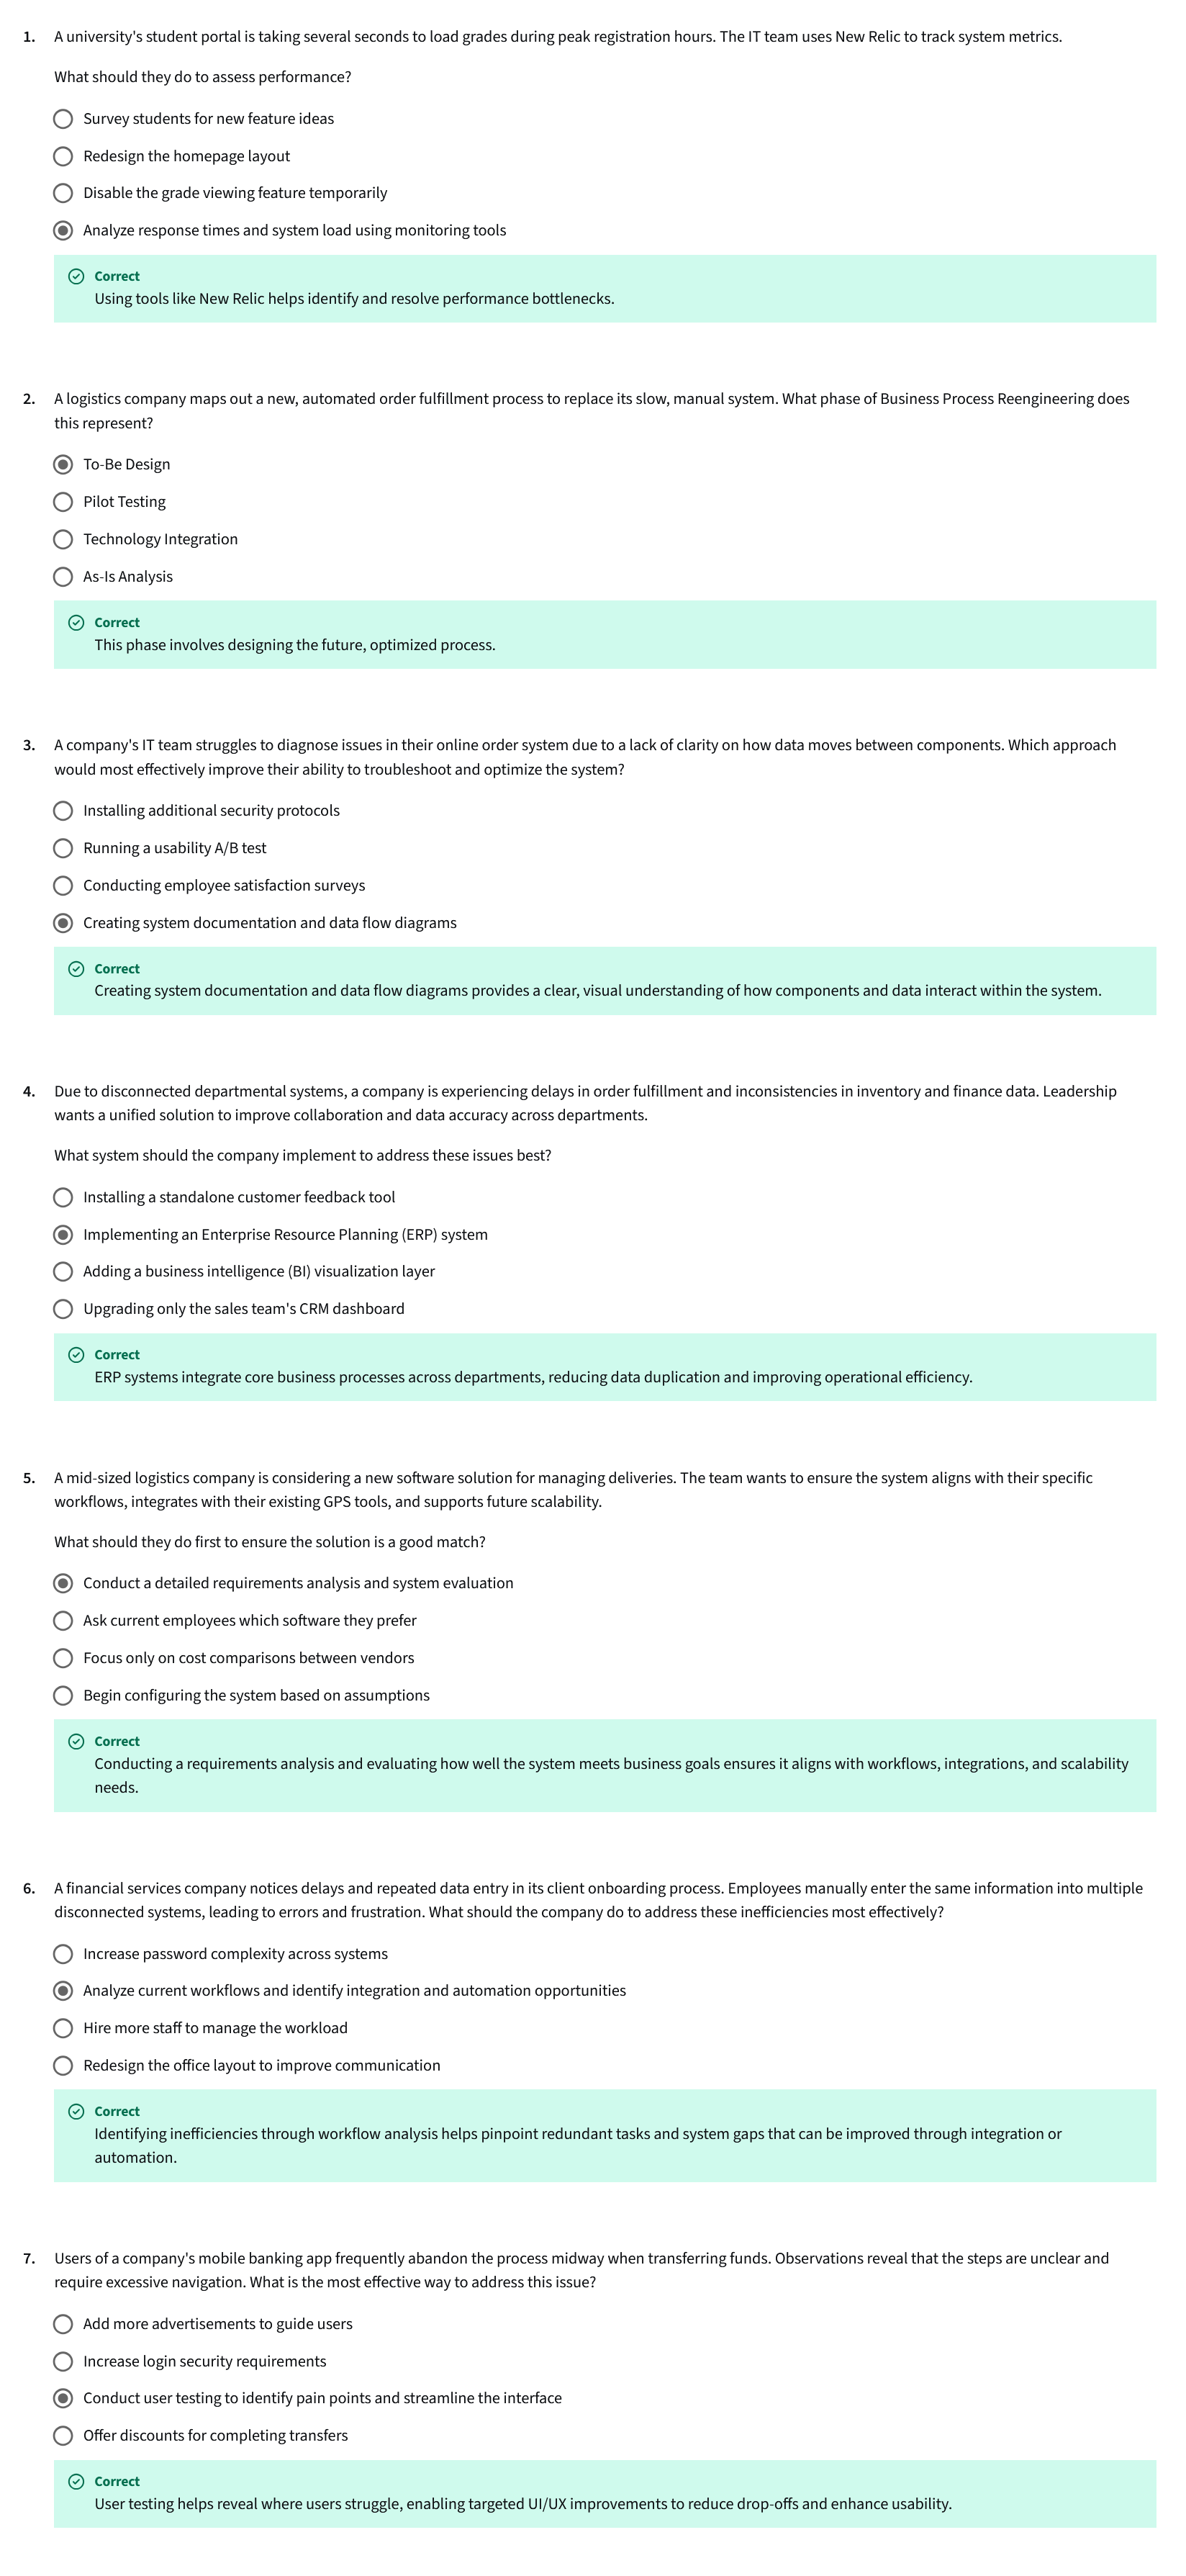 1. A university's student portal is taking several seconds to load grades during peak registration hours. The IT team uses New Relic to track system metrics.
What should they do to assess performance?
Survey students for new feature ideas
Redesign the homepage layout
Disable the grade viewing feature temporarily
Analyze response times and system load using monitoring tools
Correct
Using tools like New Relic helps identify and resolve performance bottlenecks.
2. A logistics company maps out a new, automated order fulfillment process to replace its slow, manual system. What phase of Business Process Reengineering does
this represent?
To-Be Design
Pilot Testing
Technology Integration
As-Is Analysis
Correct
This phase involves designing the future, optimized process.
3. A company's IT team struggles to diagnose issues in their online order system due to a lack of clarity on how data moves between components. Which approach
would most effectively improve their ability to troubleshoot and optimize the system?
Installing additional security protocols
Running a usability A/B test
Conducting employee satisfaction surveys
Creating system documentation and data flow diagrams
Correct
Creating system documentation and data flow diagrams provides a clear, visual understanding of how components and data interact within the system.
4. Due to disconnected departmental systems, a company is experiencing delays in order fulfillment and inconsistencies in inventory and finance data. Leadership
wants a unified solution to improve collaboration and data accuracy across departments.
What system should the company implement to address these issues best?
Installing a standalone customer feedback tool
Implementing an Enterprise Resource Planning (ERP) system
Adding a business intelligence (BI) visualization layer
Upgrading only the sales team's CRM dashboard
Correct
ERP systems integrate core business processes across departments, reducing data duplication and improving operational efficiency.
5. A mid-sized logistics company is considering a new software solution for managing deliveries. The team wants to ensure the system aligns with their specific
workflows, integrates with their existing GPS tools, and supports future scalability.
What should they do first to ensure the solution is a good match?
Conduct a detailed requirements analysis and system evaluation
Ask current employees which software they prefer
Focus only on cost comparisons between vendors
Begin configuring the system based on assumptions
Correct
Conducting a requirements analysis and evaluating how well the system meets business goals ensures it aligns with workflows, integrations, and scalability
needs.
6. A financial services company notices delays and repeated data entry in its client onboarding process. Employees manually enter the same information into multiple
disconnected systems, leading to errors and frustration. What should the company do to address these inefficiencies most effectively?
Increase password complexity across systems
Analyze current workflows and identify integration and automation opportunities
Hire more staff to manage the workload
Redesign the office layout to improve communication
Correct
Identifying inefficiencies through workflow analysis helps pinpoint redundant tasks and system gaps that can be improved through integration or
automation.
7. Users of a company's mobile banking app frequently abandon the process midway when transferring funds. Observations reveal that the steps are unclear and
require excessive navigation. What is the most effective way to address this issue?
Add more advertisements to guide users
Increase login security requirements
Conduct user testing to identify pain points and streamline the interface
Offer discounts for completing transfers
Correct
User testing helps reveal where users struggle, enabling targeted UI/UX improvements to reduce drop-offs and enhance usability.